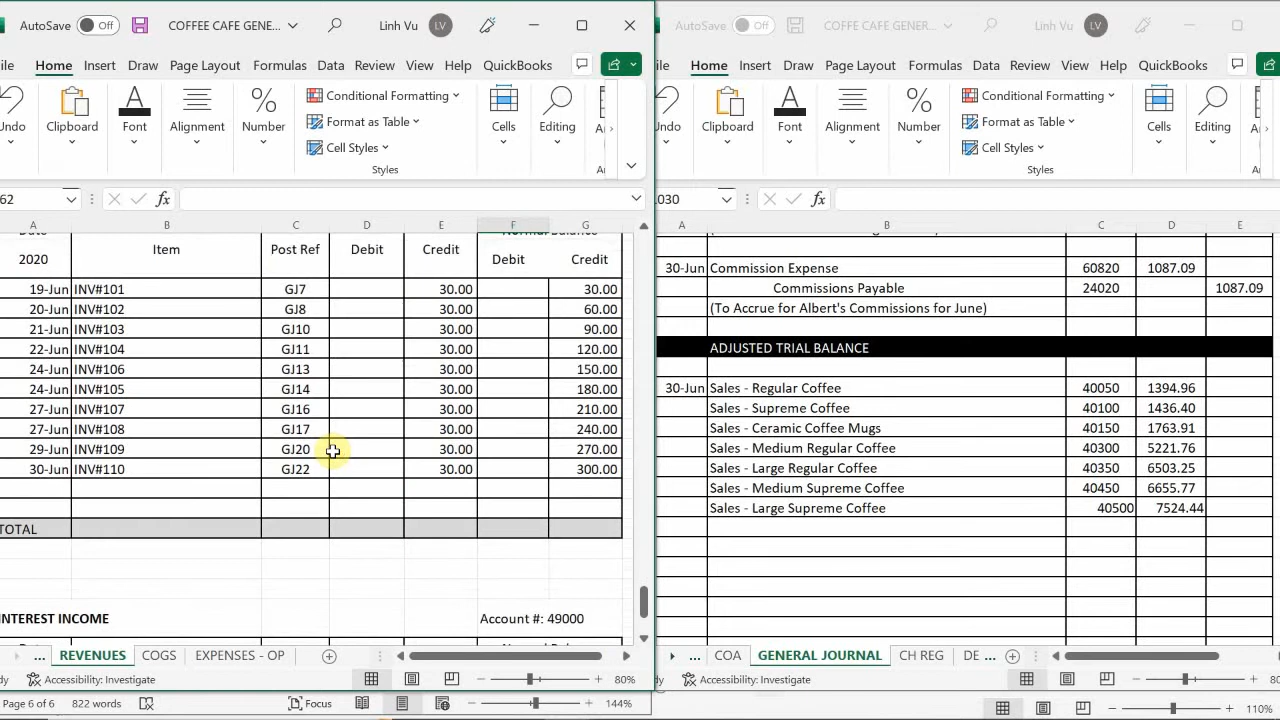 AutoSave Off COFFEE CAFE GENER... Linh Vu LV
ile Home Insert Draw Page Layout Formulas Data Review View Help QuickBooks
Undo Clipboard Font Alignment Number Conditional Formatting Format as Table Cell Styles Styles Cells Editing
62 fx
A B C D E F G
Date Item Post Ref Debit Credit Normal Balance
2020 Debit Credit
19-Jun INV#101 GJ7 30.00 30.00
20-Jun INV#102 GJ8 30.00 60.00
21-Jun INV#103 GJ10 30.00 90.00
22-Jun INV#104 GJ11 30.00 120.00
24-Jun INV#106 GJ13 30.00 150.00
24-Jun INV#105 GJ14 30.00 180.00
27-Jun INV#107 GJ16 30.00 210.00
27-Jun INV#108 GJ17 30.00 240.00
29-Jun INV#109 GJ20 30.00 270.00
30-Jun INV#110 GJ22 30.00 300.00
TOTAL
INTEREST INCOME Account #: 49000
... REVENUES COGS EXPENSES - OP
dy Accessibility: Investigate 80%
Page 6 of 6 822 words Focus 144%
AutoSave Off COFFE CAFE GENER... Linh Vu LV
ile Home Insert Draw Page Layout Formulas Data Review View Help QuickBooks
Undo Clipboard Font Alignment Number Conditional Formatting Format as Table Cell Styles Styles Cells Editing
.030 fx
A B C D E
30-Jun Commission Expense 60820 1087.09
Commissions Payable 24020 1087.09
(To Accrue for Albert's Commissions for June)
ADJUSTED TRIAL BALANCE
30-Jun Sales - Regular Coffee 40050 1394.96
Sales - Supreme Coffee 40100 1436.40
Sales - Ceramic Coffee Mugs 40150 1763.91
Sales - Medium Regular Coffee 40300 5221.76
Sales - Large Regular Coffee 40350 6503.25
Sales - Medium Supreme Coffee 40450 6655.77
Sales - Large Supreme Coffee 40500 7524.44
... COA GENERAL JOURNAL CH REG DE ...
dy Accessibility: Investigate 80
110%